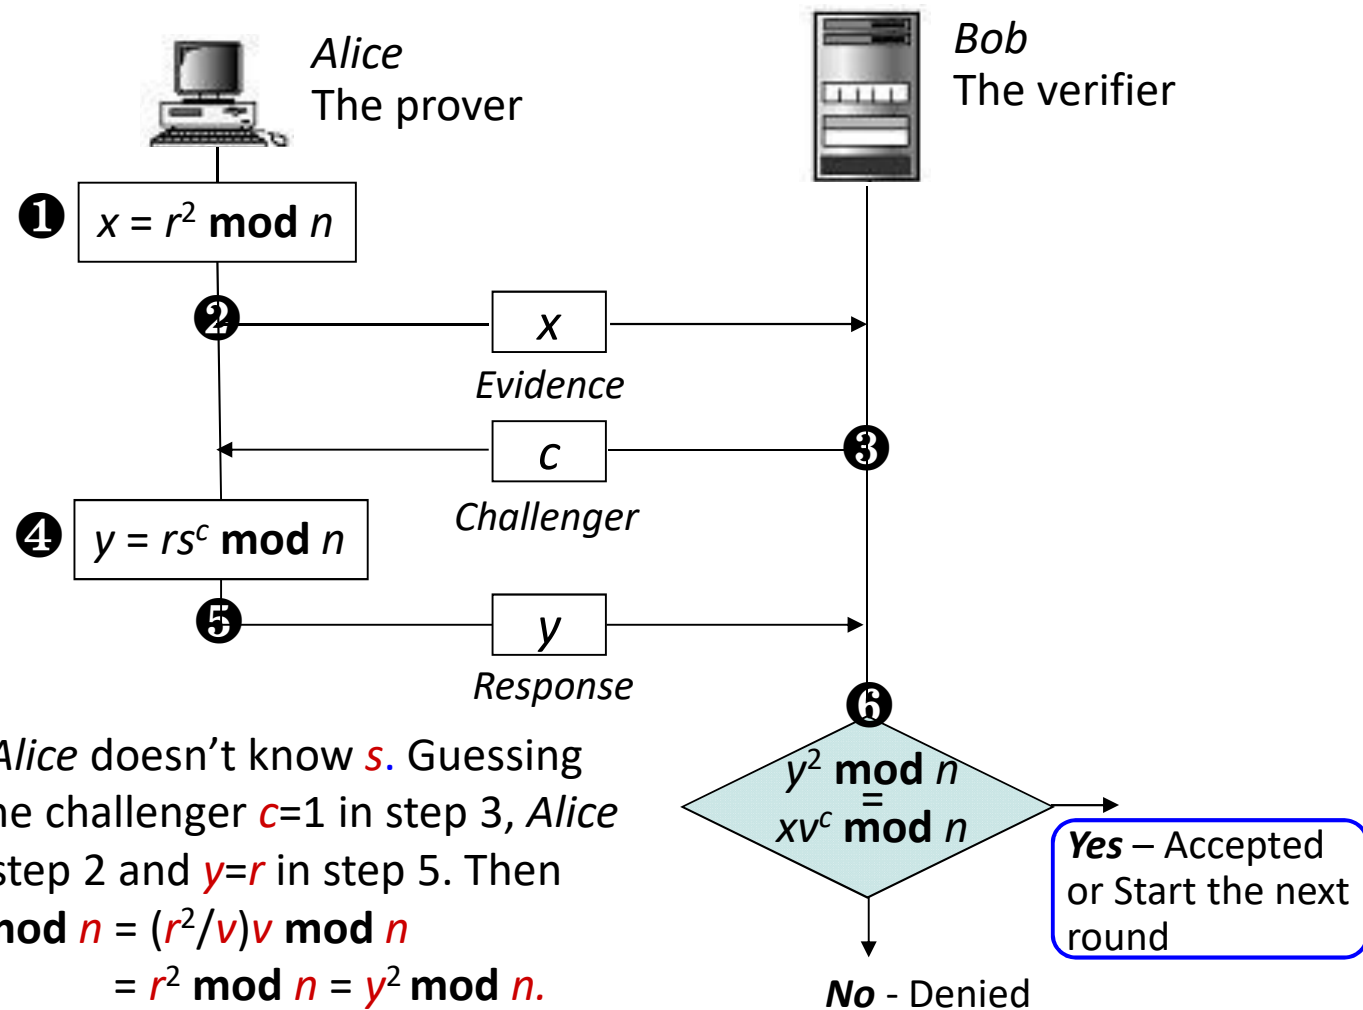 Alice
The prover
Bob
The verifier
❶ x = r² mod n
❷ x
Evidence
c ❸
Challenger
❹ y = rsᶜ mod n
❺ y
Response
❻
y² mod n
=
xvᶜ mod n
Yes – Accepted
or Start the next
round
No - Denied
Alice doesn’t know s. Guessing
challenger c=1 in step 3, Alice
step 2 and y=r in step 5. Then
n = (r²/v)v mod n
= r² mod n = y² mod n.